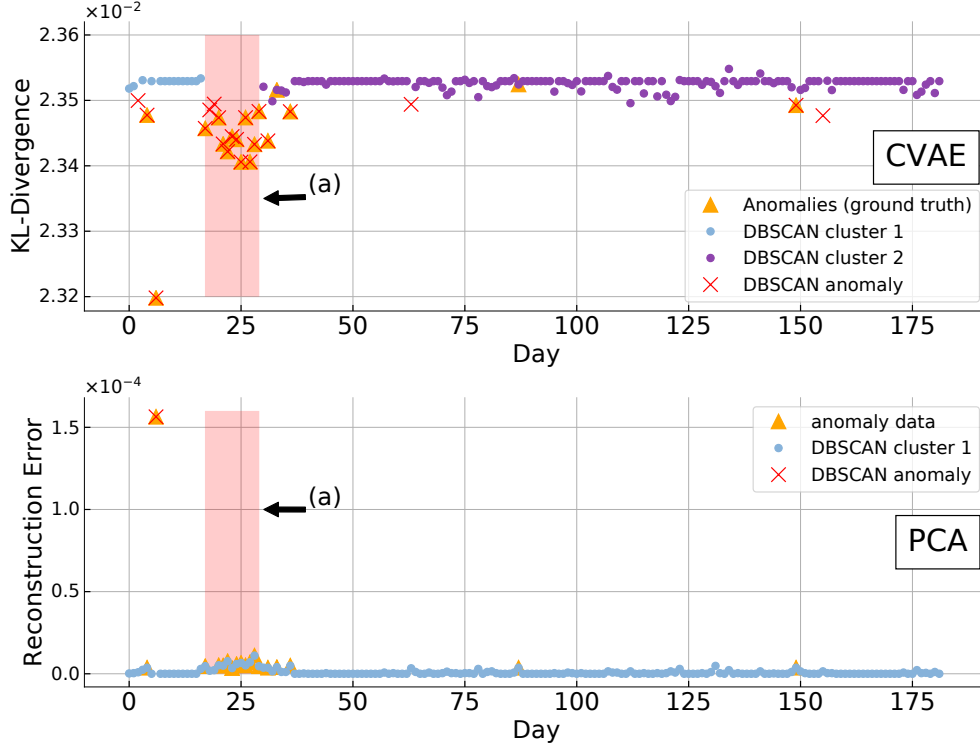 ×10−2
2.36
2.35
2.34
2.33
2.32
KL-Divergence
(a)
CVAE
Anomalies (ground truth)
DBSCAN cluster 1
DBSCAN cluster 2
DBSCAN anomaly
0 25 50 75 100 125 150 175
Day
×10−4
1.5
1.0
0.5
0.0
Reconstruction Error
(a)
anomaly data
DBSCAN cluster 1
DBSCAN anomaly
PCA
0 25 50 75 100 125 150 175
Day